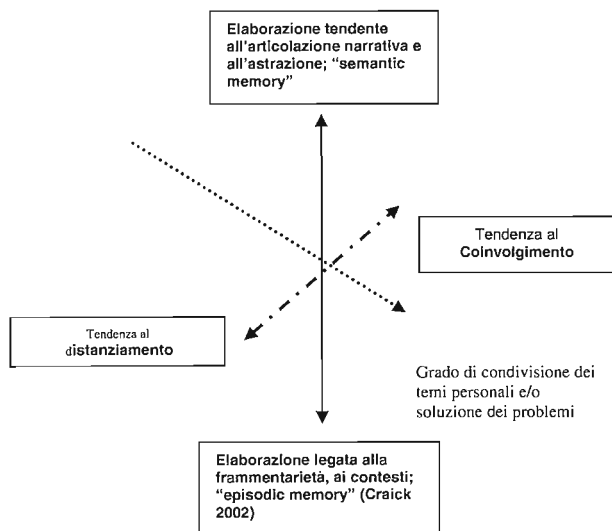 Elaborazione tendente
all'articolazione narrativa e
all'astrazione; “semantic
memory”
Tendenza al
Coinvolgimento
Tendenza al
distanziamento
Grado di condivisione dei
temi personali e/o
soluzione dei problemi
Elaborazione legata alla
frammentarietà, ai contesti;
“episodic memory” (Craick
2002)